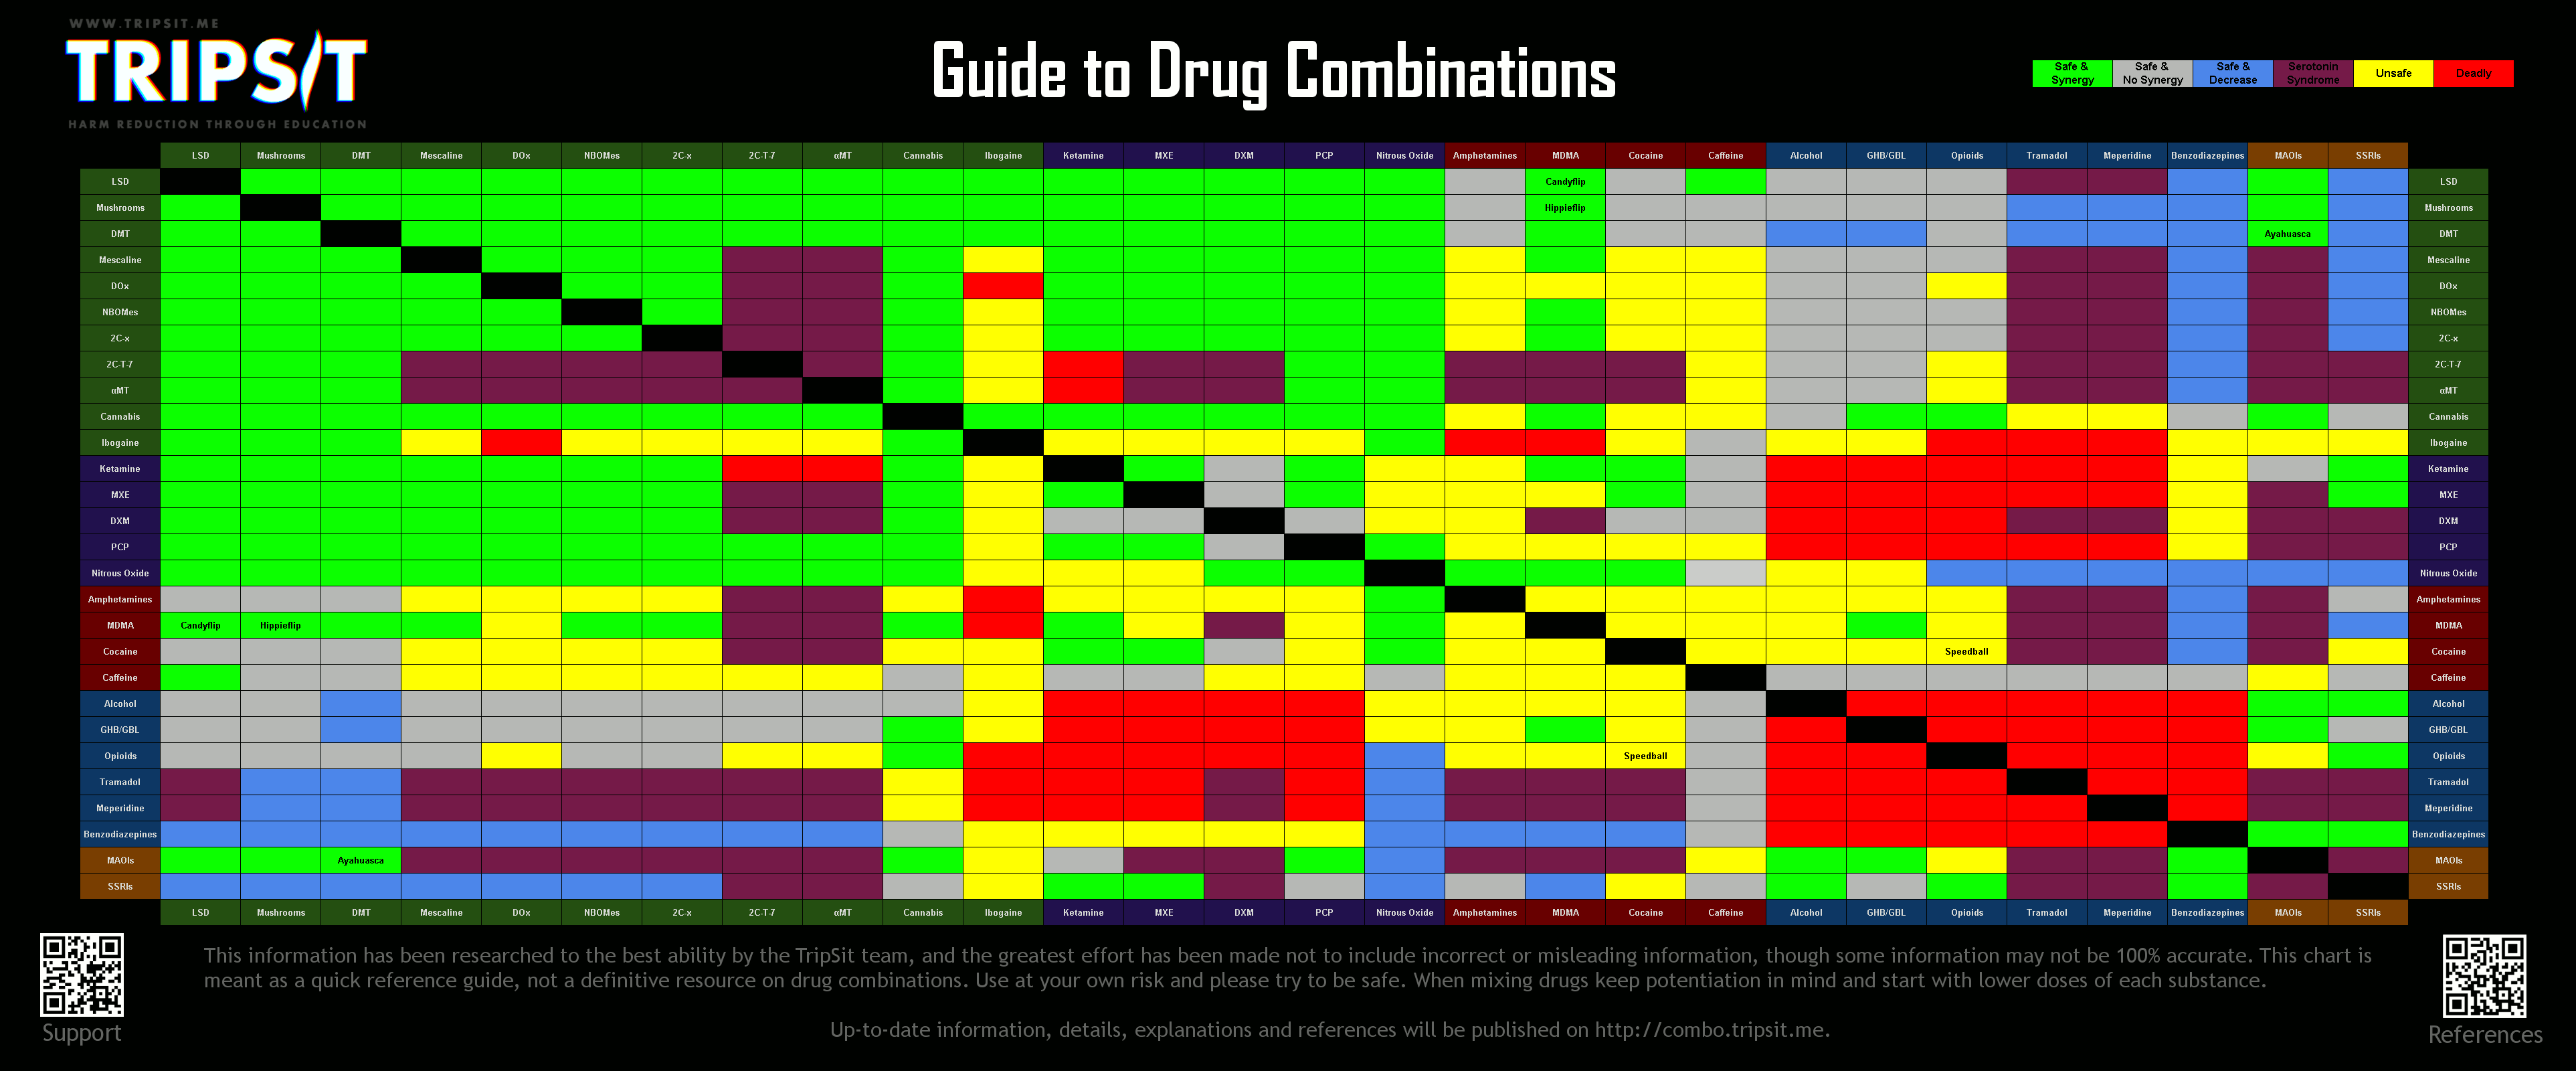 WWW.TRIPSIT.ME
TRIPSIT
HARM REDUCTION THROUGH EDUCATION
Guide to Drug Combinations
Safe & Synergy
Safe & No Synergy
Safe & Decrease
Serotonin Syndrome
Unsafe
Deadly
LSD Mushrooms DMT Mescaline DOx NBOMes 2C-x 2C-T-7 αMT Cannabis Ibogaine Ketamine MXE DXM PCP Nitrous Oxide Amphetamines MDMA Cocaine Caffeine Alcohol GHB/GBL Opioids Tramadol Meperidine Benzodiazepines MAOIs SSRIs
LSD Candyflip LSD
Mushrooms Hippieflip Mushrooms
DMT Ayahuasca DMT
Mescaline Mescaline
DOx DOx
NBOMes NBOMes
2C-x 2C-x
2C-T-7 2C-T-7
αMT αMT
Cannabis Cannabis
Ibogaine Ibogaine
Ketamine Ketamine
MXE MXE
DXM DXM
PCP PCP
Nitrous Oxide Nitrous Oxide
Amphetamines Amphetamines
MDMA Candyflip Hippieflip MDMA
Cocaine Speedball Cocaine
Caffeine Caffeine
Alcohol Alcohol
GHB/GBL GHB/GBL
Opioids Speedball Opioids
Tramadol Tramadol
Meperidine Meperidine
Benzodiazepines Benzodiazepines
MAOIs Ayahuasca MAOIs
SSRIs SSRIs
LSD Mushrooms DMT Mescaline DOx NBOMes 2C-x 2C-T-7 αMT Cannabis Ibogaine Ketamine MXE DXM PCP Nitrous Oxide Amphetamines MDMA Cocaine Caffeine Alcohol GHB/GBL Opioids Tramadol Meperidine Benzodiazepines MAOIs SSRIs
This information has been researched to the best ability by the TripSit team, and the greatest effort has been made not to include incorrect or misleading information, though some information may not be 100% accurate. This chart is
meant as a quick reference guide, not a definitive resource on drug combinations. Use at your own risk and please try to be safe. When mixing drugs keep potentiation in mind and start with lower doses of each substance.
Up-to-date information, details, explanations and references will be published on http://combo.tripsit.me.
Support
References